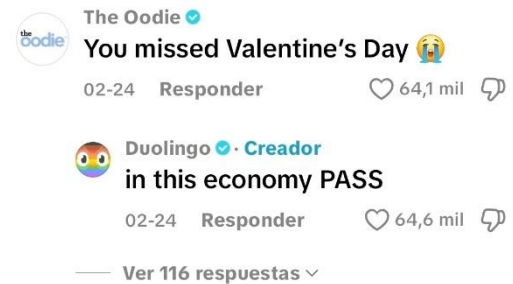 the
oodie
The Oodie
You missed Valentine's Day 😭
02-24 Responder 64,1 mil
Duolingo · Creador
in this economy PASS
02-24 Responder 64,6 mil
Ver 116 respuestas